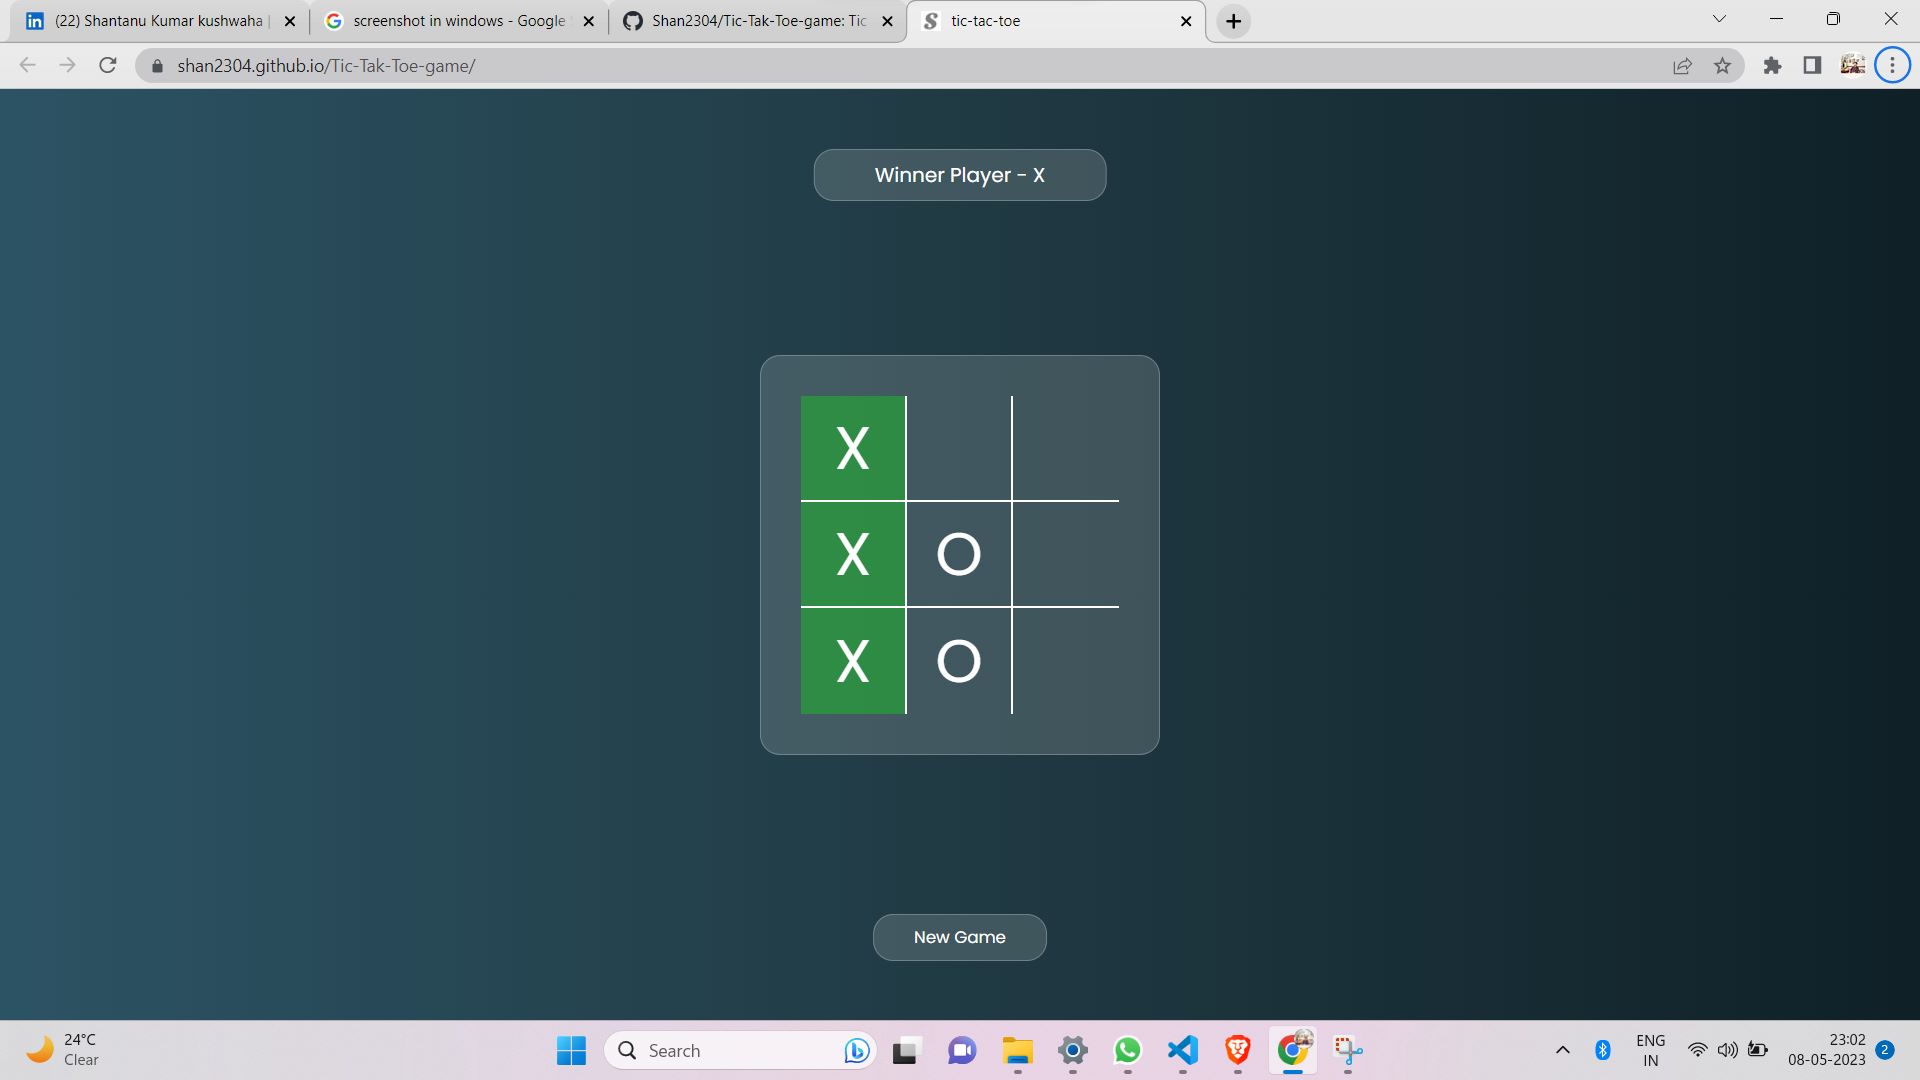 (22) Shantanu Kumar kushwaha |
screenshot in windows - Google
Shan2304/Tic-Tak-Toe-game: Tic
tic-tac-toe
shan2304.github.io/Tic-Tak-Toe-game/
Winner Player - X
X
X O
X O
New Game
24°C
Clear
Search
ENG
IN
23:02
08-05-2023
2